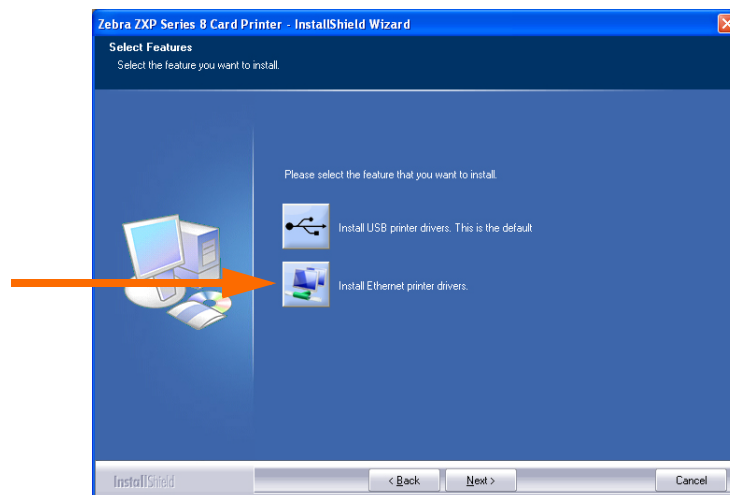 Zebra ZXP Series 8 Card Printer - InstallShield Wizard
Select Features
Select the feature you want to install.
Please select the feature that you want to install.
Install USB printer drivers. This is the default
Install Ethernet printer drivers.
InstallShield
< Back
Next >
Cancel